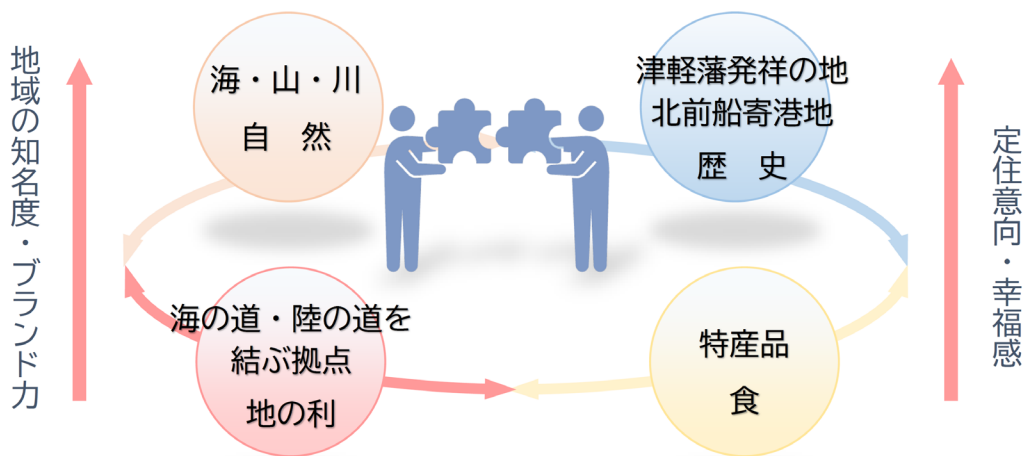 地域の知名度・ブランド力
海・山・川
自　然
津軽藩発祥の地
北前船寄港地
歴　史
海の道・陸の道を
結ぶ拠点
地の利
特産品
食
定住意向・幸福感